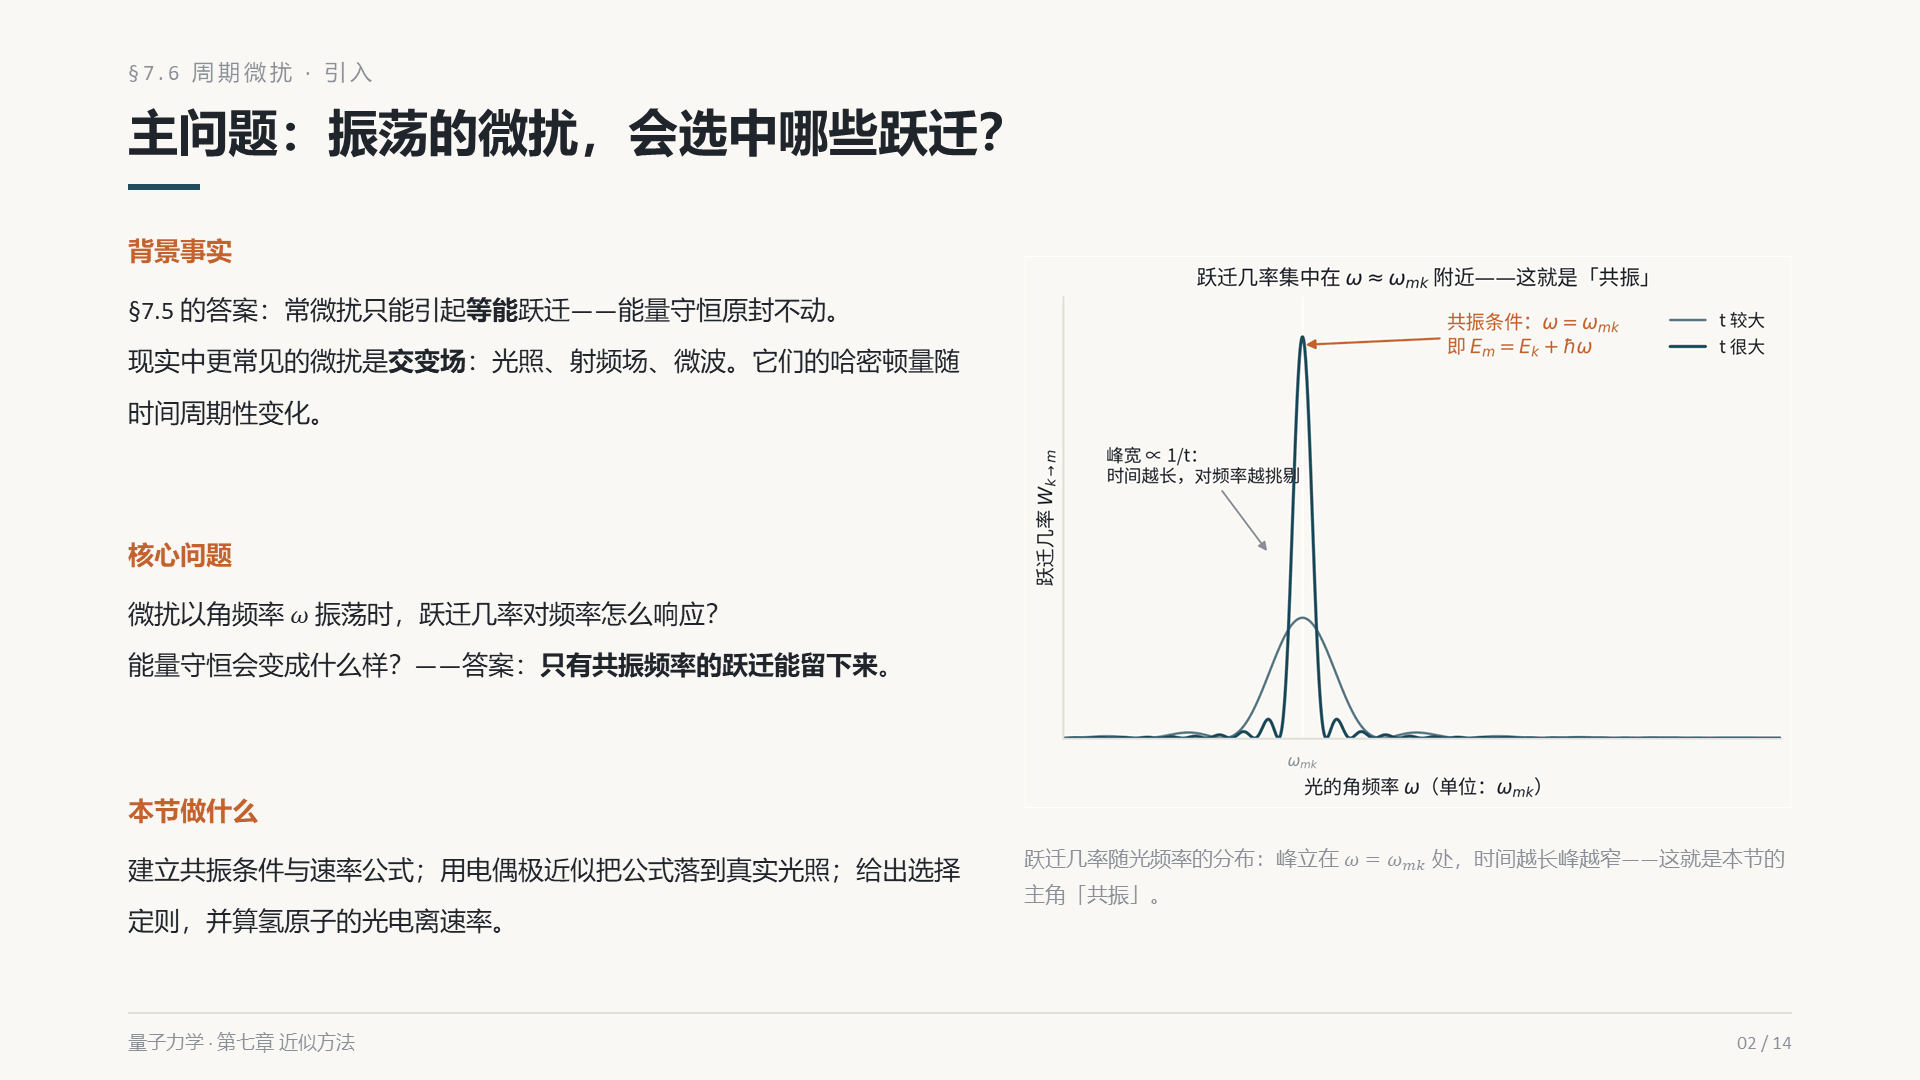 §7.6 周期微扰 · 引入
主问题：振荡的微扰，会选中哪些跃迁？
背景事实
§7.5 的答案：常微扰只能引起等能跃迁——能量守恒原封不动。
现实中更常见的微扰是交变场：光照、射频场、微波。它们的哈密顿量随
时间周期性变化。
核心问题
微扰以角频率 ω 振荡时，跃迁几率对频率怎么响应？
能量守恒会变成什么样？——答案：只有共振频率的跃迁能留下来。
本节做什么
建立共振条件与速率公式；用电偶极近似把公式落到真实光照；给出选择
定则，并算氢原子的光电离速率。
跃迁几率集中在 ω ≈ ω_{mk} 附近——这就是「共振」
共振条件：ω = ω_{mk}
即 E_m = E_k + ħω
t 较大
t 很大
峰宽 ∝ 1/t：
时间越长，对频率越挑剔
跃迁几率 W_{k→m}
ω_{mk}
光的角频率 ω（单位：ω_{mk}）
跃迁几率随光频率的分布：峰立在 ω = ω_{mk} 处，时间越长峰越窄——这就是本节的
主角「共振」。
量子力学 · 第七章 近似方法
02 / 14